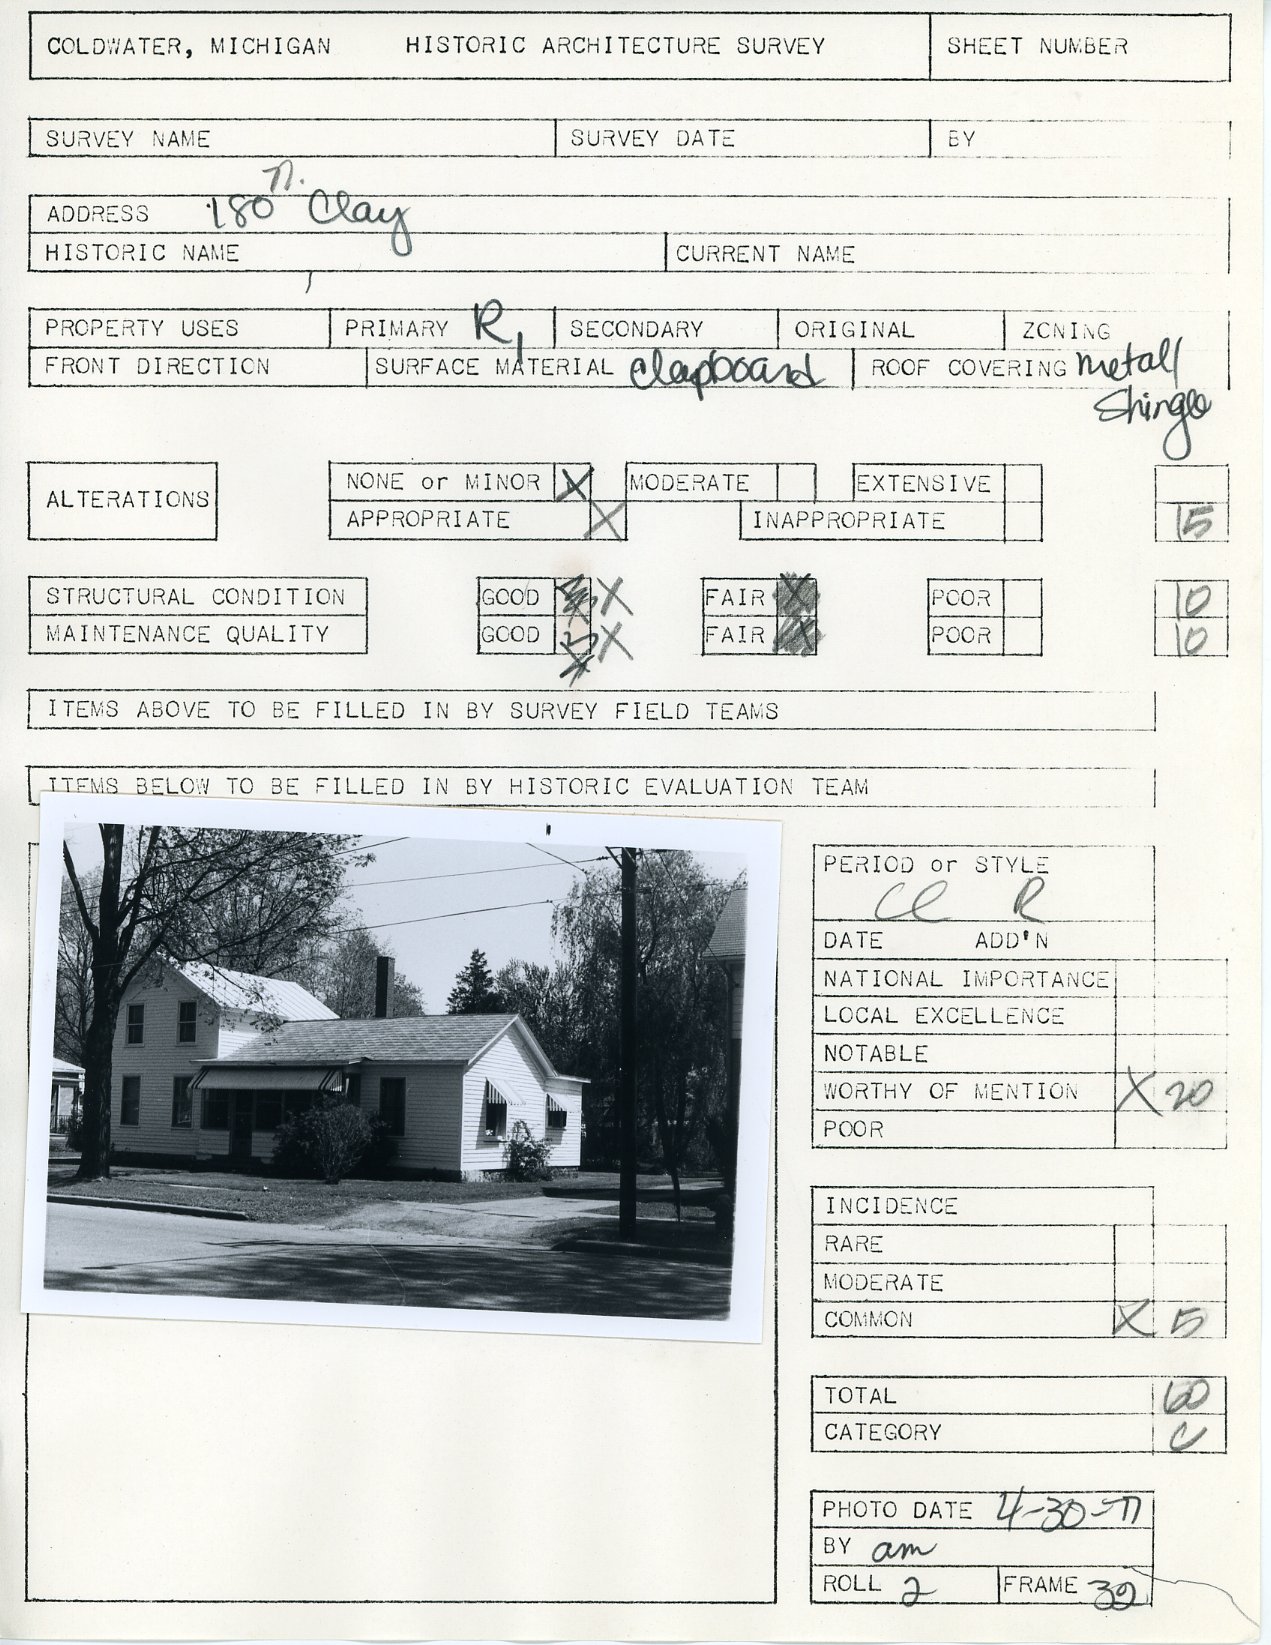 COLDWATER, MICHIGAN HISTORIC ARCHITECTURE SURVEY SHEET NUMBER
SURVEY NAME SURVEY DATE BY
n.
ADDRESS 180 Clay
HISTORIC NAME CURRENT NAME
PROPERTY USES PRIMARY R1 SECONDARY ORIGINAL ZONING
FRONT DIRECTION SURFACE MATERIAL Clapboard ROOF COVERING metal/
Shingle
ALTERATIONS NONE or MINOR X MODERATE EXTENSIVE
APPROPRIATE X INAPPROPRIATE 15
STRUCTURAL CONDITION GOOD X FAIR X POOR 10
MAINTENANCE QUALITY GOOD X FAIR X POOR 10
ITEMS ABOVE TO BE FILLED IN BY SURVEY FIELD TEAMS
ITEMS BELOW TO BE FILLED IN BY HISTORIC EVALUATION TEAM
PERIOD or STYLE
Cl R
DATE ADD'N
NATIONAL IMPORTANCE
LOCAL EXCELLENCE
NOTABLE
WORTHY OF MENTION X 20
POOR
INCIDENCE
RARE
MODERATE
COMMON X 5
TOTAL 60
CATEGORY C
PHOTO DATE 4-30-77
BY am
ROLL 2 FRAME 32